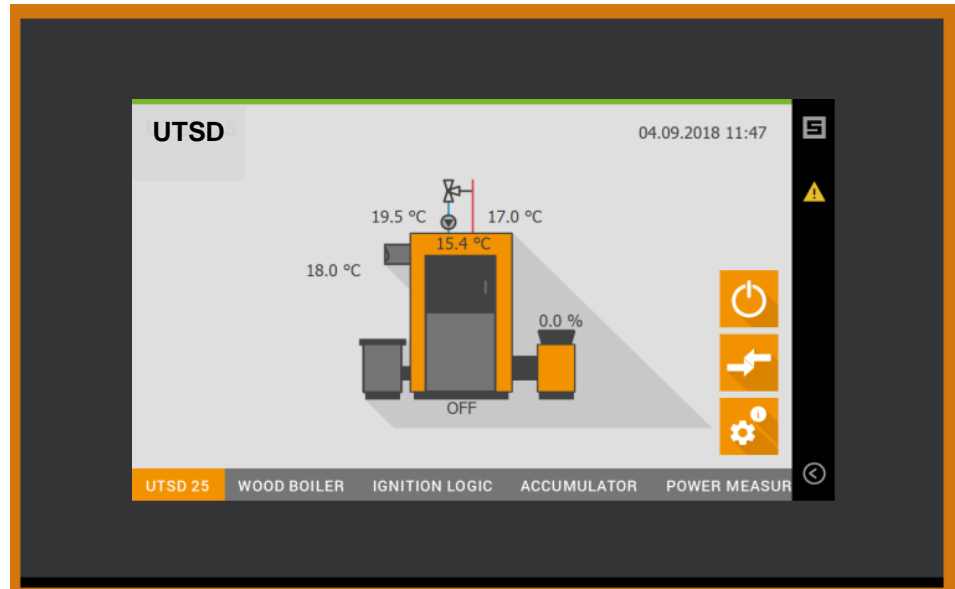 UTSD
04.09.2018 11:47
19.5 °C
17.0 °C
15.4 °C
18.0 °C
0.0 %
OFF
UTSD 25 WOOD BOILER IGNITION LOGIC ACCUMULATOR POWER MEASUR